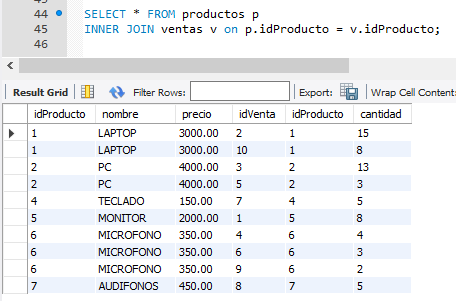 44 SELECT * FROM productos p
45 INNER JOIN ventas v on p.idProducto = v.idProducto;
46
Result Grid Filter Rows: Export: Wrap Cell Content:
idProducto nombre precio idVenta idProducto cantidad
1 LAPTOP 3000.00 2 1 15
1 LAPTOP 3000.00 10 1 8
2 PC 4000.00 3 2 13
2 PC 4000.00 5 2 3
4 TECLADO 150.00 7 4 5
5 MONITOR 2000.00 1 5 8
6 MICROFONO 350.00 4 6 4
6 MICROFONO 350.00 6 6 3
6 MICROFONO 350.00 9 6 2
7 AUDIFONOS 450.00 8 7 5